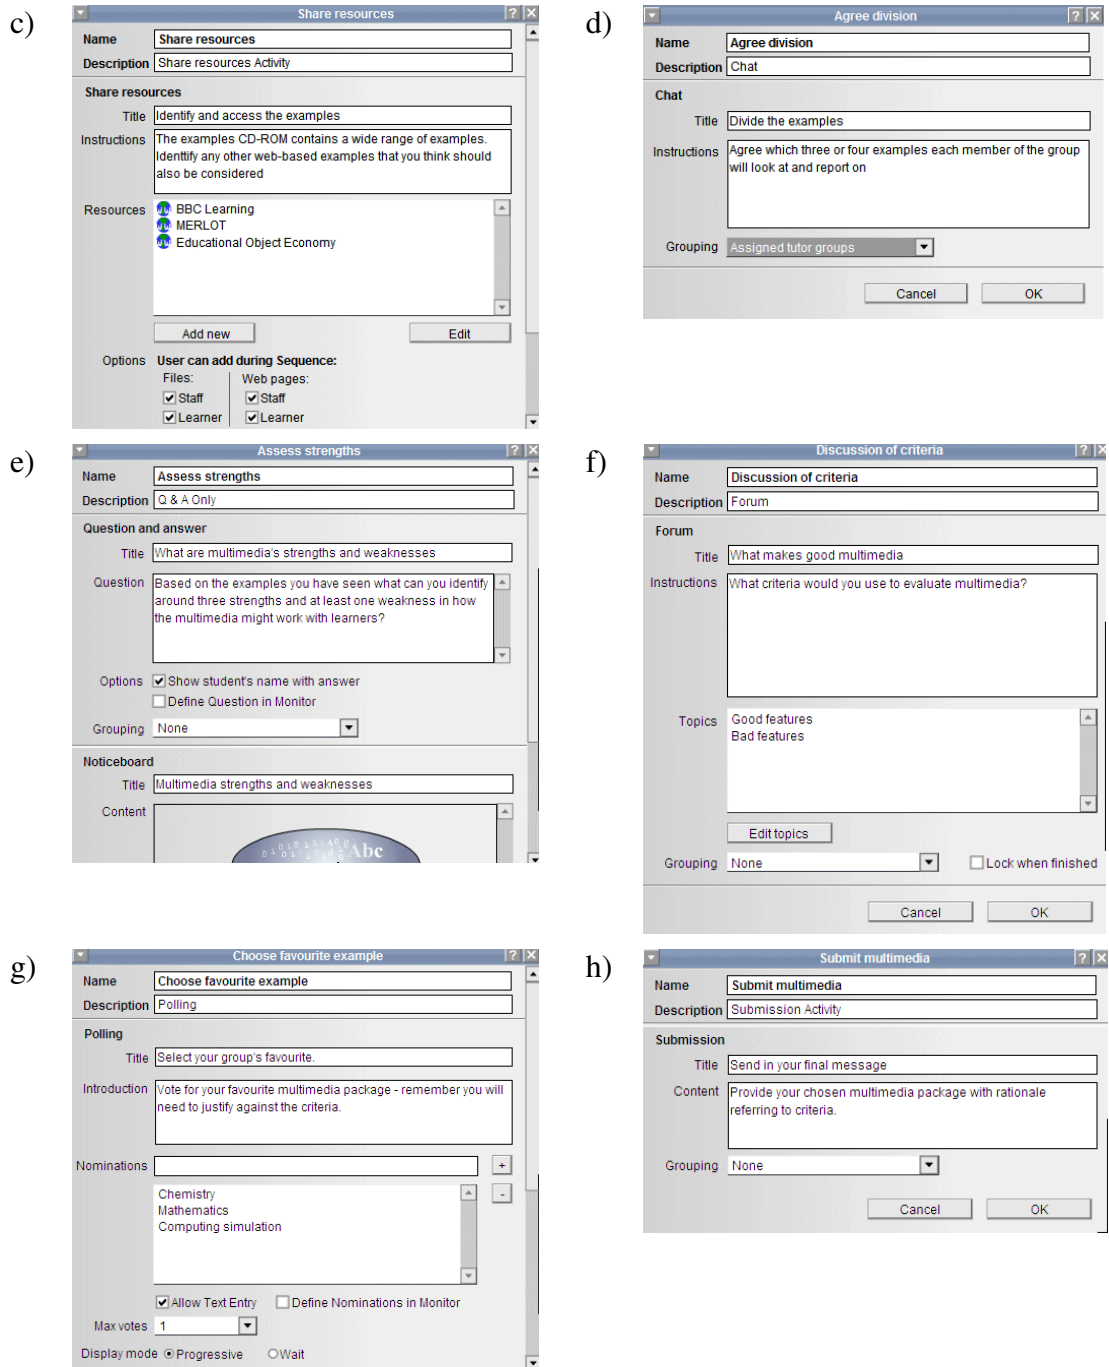 c)
Share resources
Name Share resources
Description Share resources Activity
Share resources
Title Identify and access the examples
Instructions The examples CD-ROM contains a wide range of examples.
Identtify any other web-based examples that you think should
also be considered
Resources BBC Learning
MERLOT
Educational Object Economy
Add new Edit
Options User can add during Sequence:
Files: Web pages:
Staff Staff
Learner Learner
d)
Agree division
Name Agree division
Description Chat
Chat
Title Divide the examples
Instructions Agree which three or four examples each member of the group
will look at and report on
Grouping Assigned tutor groups
Cancel OK
e)
Assess strengths
Name Assess strengths
Description Q & A Only
Question and answer
Title What are multimedia's strengths and weaknesses
Question Based on the examples you have seen what can you identify
around three strengths and at least one weakness in how
the multimedia might work with learners?
Options Show student's name with answer
Define Question in Monitor
Grouping None
Noticeboard
Title Multimedia strengths and weaknesses
Content
Abc
f)
Discussion of criteria
Name Discussion of criteria
Description Forum
Forum
Title What makes good multimedia
Instructions What criteria would you use to evaluate multimedia?
Topics Good features
Bad features
Edit topics
Grouping None Lock when finished
Cancel OK
g)
Choose favourite example
Name Choose favourite example
Description Polling
Polling
Title Select your group's favourite.
Introduction Vote for your favourite multimedia package - remember you will
need to justify against the criteria.
Nominations +
Chemistry -
Mathematics
Computing simulation
Allow Text Entry Define Nominations in Monitor
Max votes 1
Display mode Progressive Wait
h)
Submit multimedia
Name Submit multimedia
Description Submission Activity
Submission
Title Send in your final message
Content Provide your chosen multimedia package with rationale
referring to criteria.
Grouping None
Cancel OK